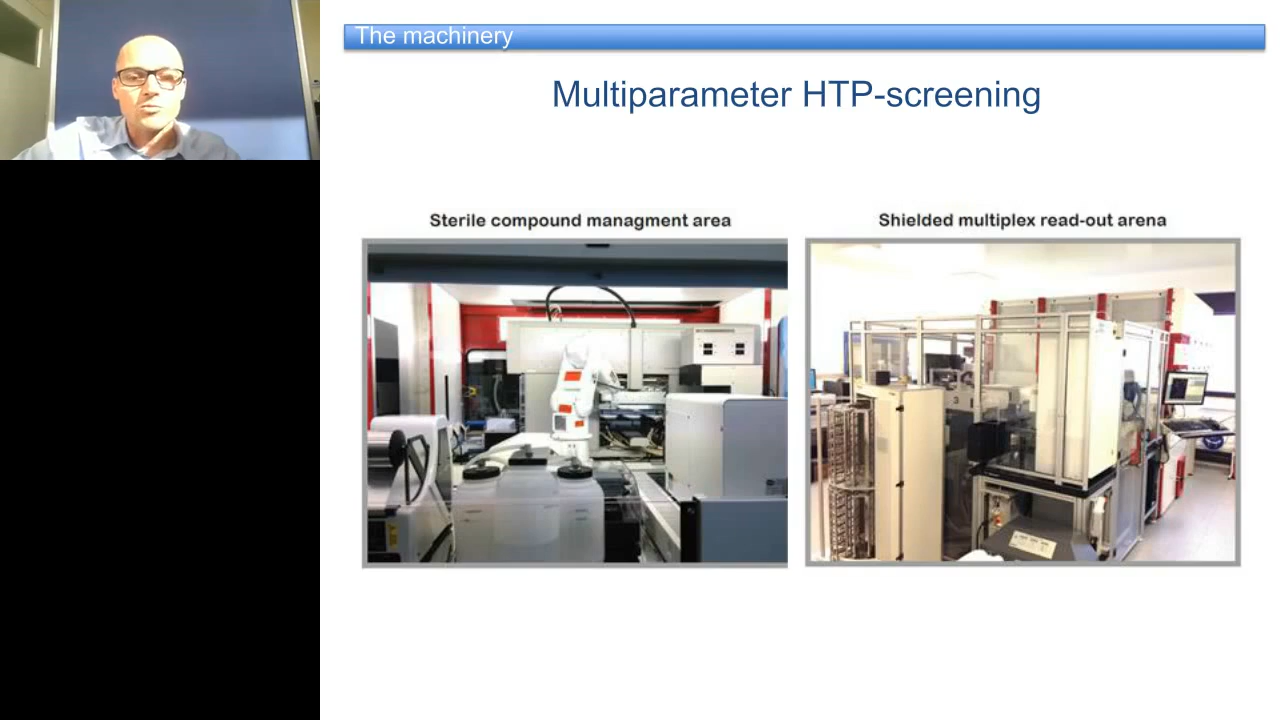 The machinery
Multiparameter HTP-screening
Sterile compound managment area
Shielded multiplex read-out arena